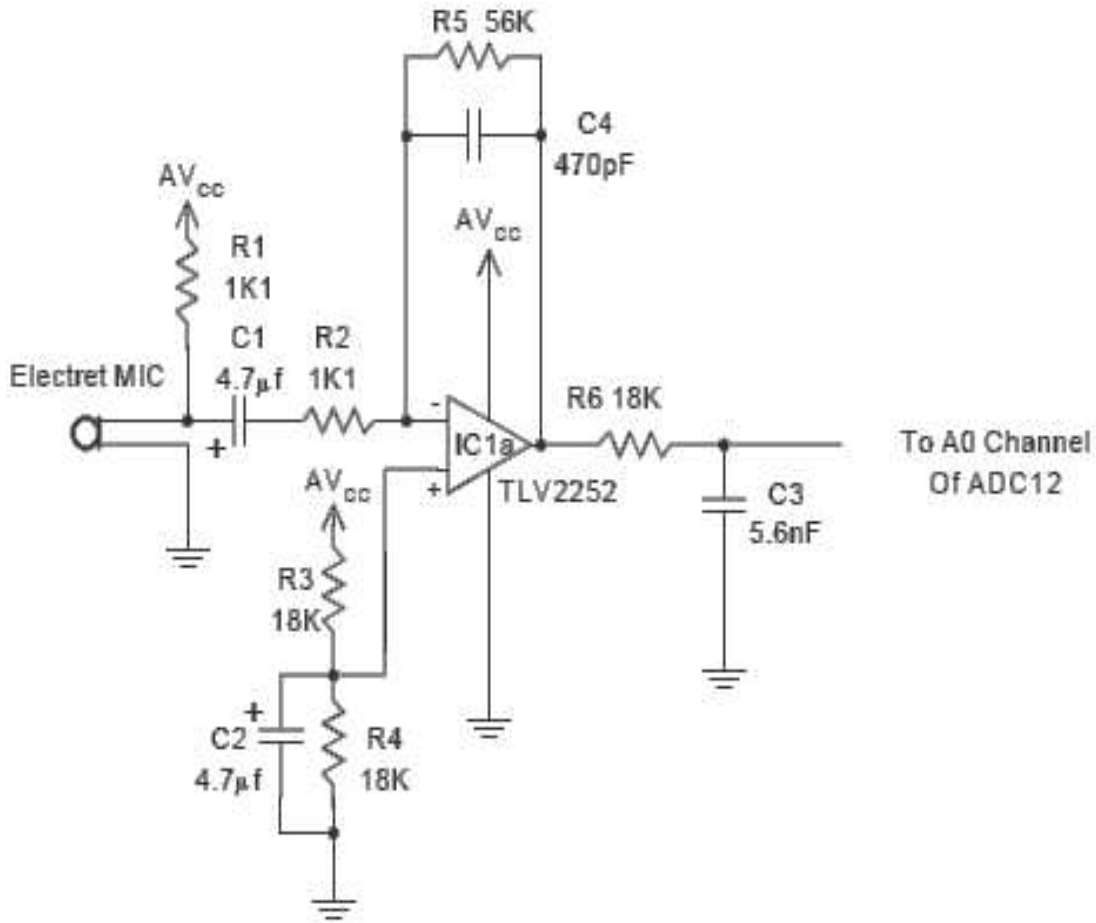 R5 56K
C4
470pF
AVcc
R1
1K1
AVcc
C1
4.7µf
R2
1K1
Electret MIC
+
-
IC1a
+
TLV2252
R6 18K
To A0 Channel
Of ADC12
AVcc
C3
5.6nF
R3
18K
+
C2
4.7µf
R4
18K